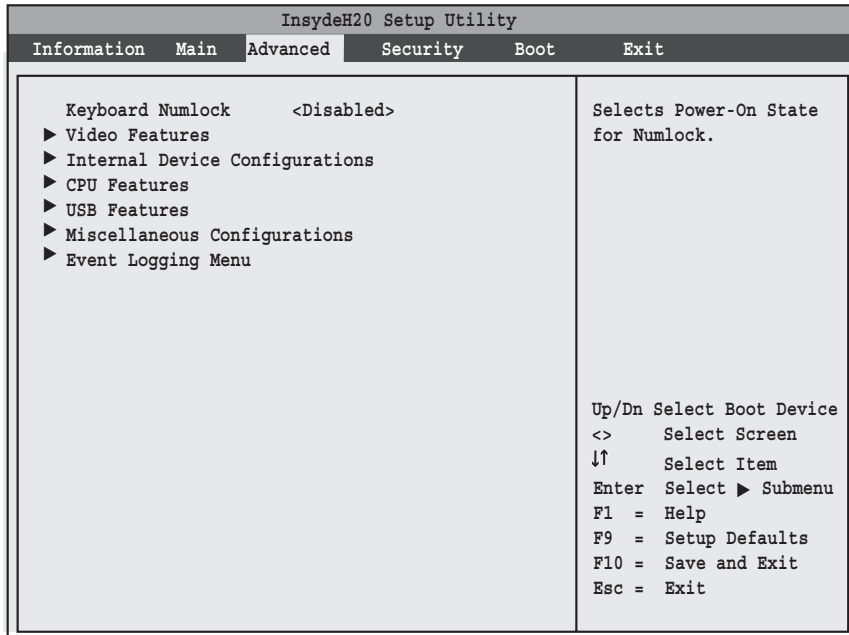 InsydeH20 Setup Utility
Information Main Advanced Security Boot Exit
Keyboard Numlock <Disabled>
▶ Video Features
▶ Internal Device Configurations
▶ CPU Features
▶ USB Features
▶ Miscellaneous Configurations
▶ Event Logging Menu
Selects Power-On State
for Numlock.
Up/Dn Select Boot Device
<> Select Screen
↓↑ Select Item
Enter Select ▶ Submenu
F1 = Help
F9 = Setup Defaults
F10 = Save and Exit
Esc = Exit